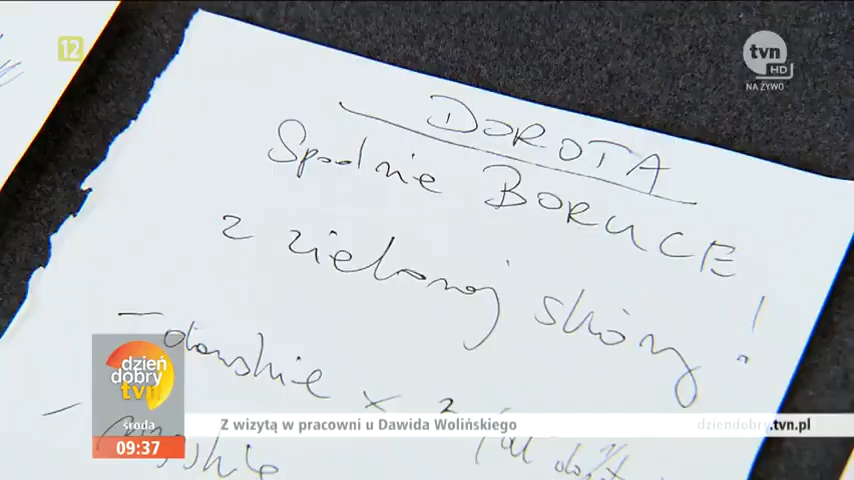 12
tvn
HD
NA ŻYWO
DOROTA
Spodnie BORUCE
z zielonej skóry !
- damskie x 2
dzień
dobry
tvn
środa
09:37
Z wizytą w pracowni u Dawida Wolińskiego
dziendobry.tvn.pl